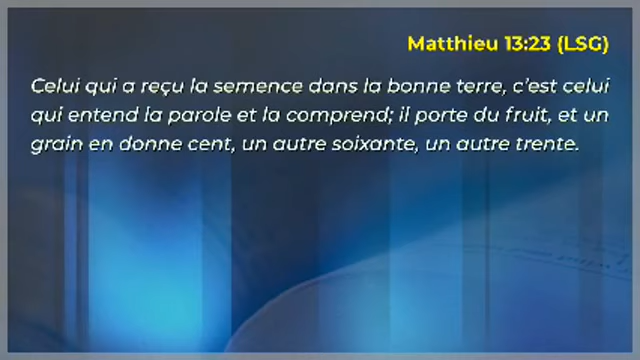 Matthieu 13:23 (LSG)
Celui qui a reçu la semence dans la bonne terre, c'est celui
qui entend la parole et la comprend; il porte du fruit, et un
grain en donne cent, un autre soixante, un autre trente.